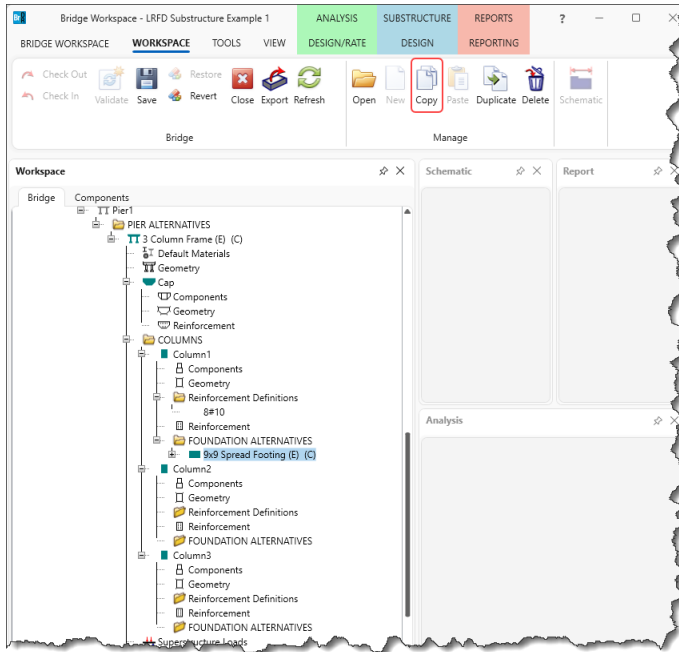 Br
Bridge Workspace - LRFD Substructure Example 1
ANALYSIS
SUBSTRUCTURE
REPORTS
?
BRIDGE WORKSPACE
WORKSPACE
TOOLS
VIEW
DESIGN/RATE
DESIGN
REPORTING
Check Out
Check In
Validate
Save
Restore
Revert
Close
Export
Refresh
Open
New
Copy
Paste
Duplicate
Delete
Schematic
Bridge
Manage
Workspace
Schematic
Report
Bridge
Components
Pier1
PIER ALTERNATIVES
3 Column Frame (E) (C)
Default Materials
Geometry
Cap
Components
Geometry
Reinforcement
COLUMNS
Column1
Components
Geometry
Reinforcement Definitions
8#10
Reinforcement
FOUNDATION ALTERNATIVES
9x9 Spread Footing (E) (C)
Column2
Components
Geometry
Reinforcement Definitions
Reinforcement
FOUNDATION ALTERNATIVES
Column3
Components
Geometry
Reinforcement Definitions
Reinforcement
FOUNDATION ALTERNATIVES
Superstructure Loads
Analysis